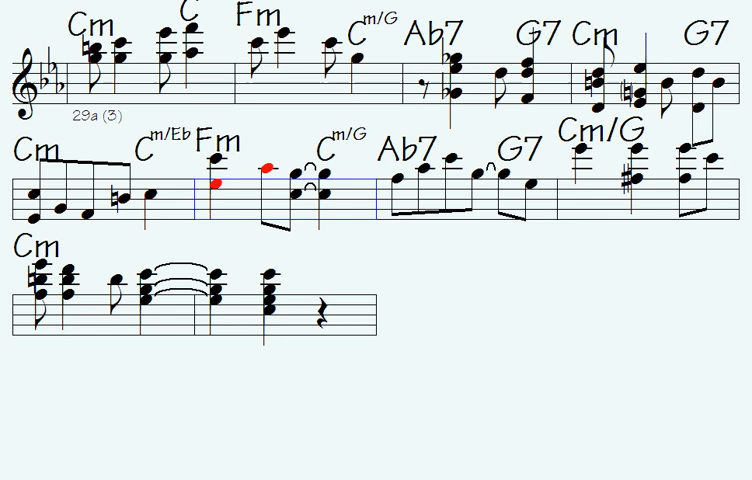 Cm C Fm Cm/G Ab7 G7 Cm G7
29a (3)
Cm Cm/Eb Fm Cm/G Ab7 G7 Cm/G
Cm